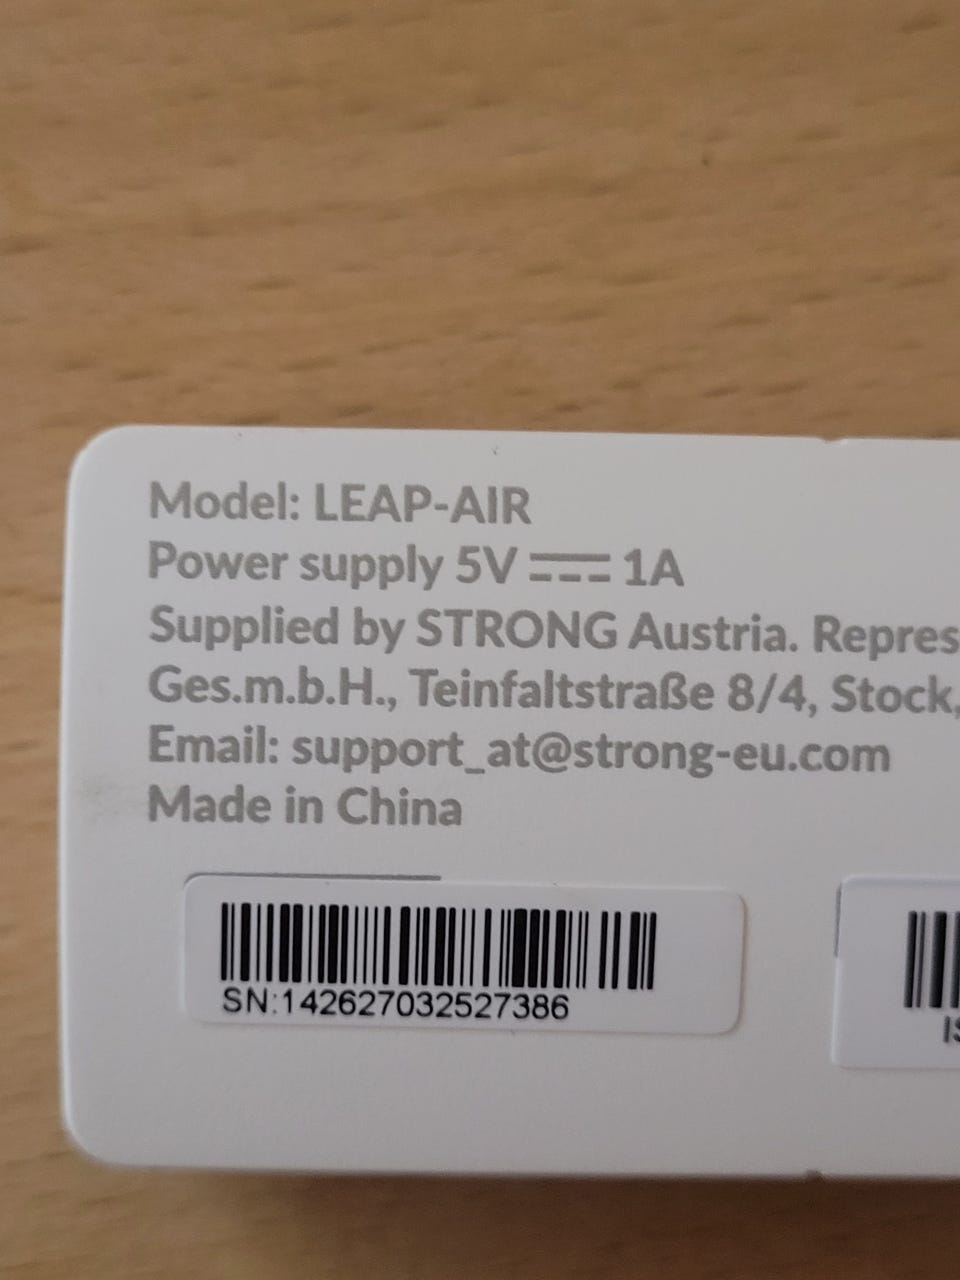 Model: LEAP-AIR
Power supply 5V ⎓ 1A
Supplied by STRONG Austria. Repres
Ges.m.b.H., Teinfaltstraße 8/4, Stock,
Email: support_at@strong-eu.com
Made in China
SN:142627032527386